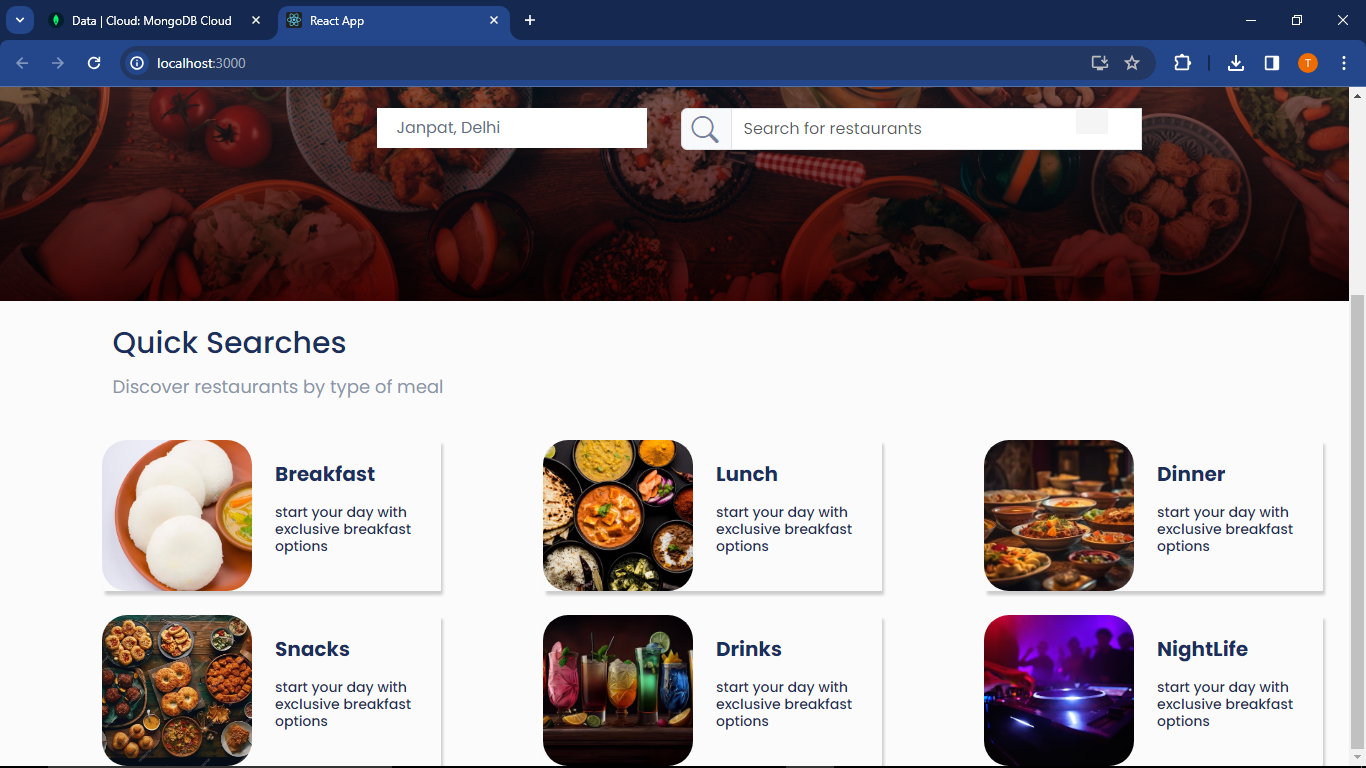 Data | Cloud: MongoDB Cloud
React App
localhost:3000
T
Janpat, Delhi
Search for restaurants
Quick Searches
Discover restaurants by type of meal
Breakfast
start your day with
exclusive breakfast
options
Lunch
start your day with
exclusive breakfast
options
Dinner
start your day with
exclusive breakfast
options
Snacks
start your day with
exclusive breakfast
options
Drinks
start your day with
exclusive breakfast
options
NightLife
start your day with
exclusive breakfast
options